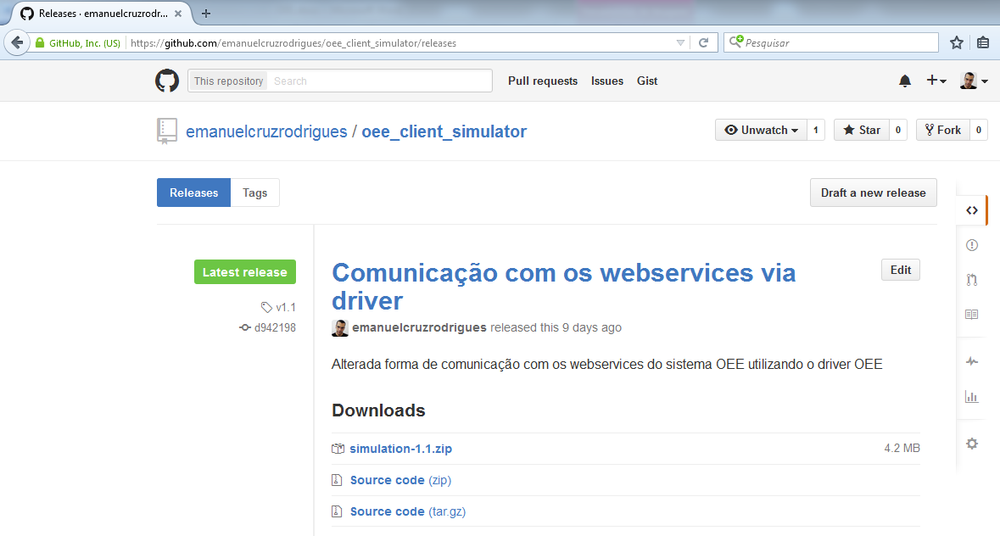 Releases · emanuelcruzrodr...
GitHub, Inc. (US) https://github.com/emanuelcruzrodrigues/oee_client_simulator/releases Pesquisar
This repository Search Pull requests Issues Gist
emanuelcruzrodrigues / oee_client_simulator Unwatch 1 Star 0 Fork 0
Releases Tags Draft a new release
Latest release
v1.1
d942198
Comunicação com os webservices via
driver
Edit
emanuelcruzrodrigues released this 9 days ago
Alterada forma de comunicação com os webservices do sistema OEE utilizando o driver OEE
Downloads
simulation-1.1.zip 4.2 MB
Source code (zip)
Source code (tar.gz)